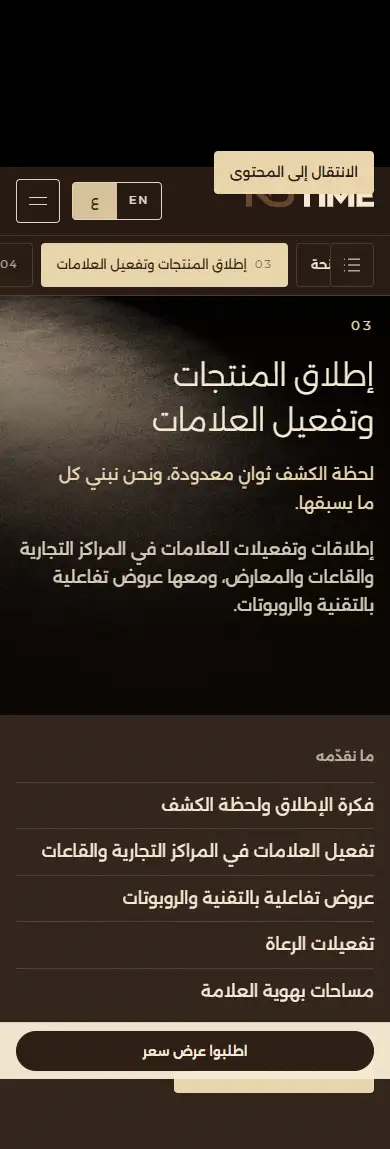 الانتقال إلى المحتوى
TIME
EN
ع
03 إطلاق المنتجات وتفعيل العلامات
04
03
إطلاق المنتجات
وتفعيل العلامات
لحظة الكشف ثوانٍ معدودة، ونحن نبني كل
ما يسبقها.
إطلاقات وتفعيلات للعلامات في المراكز التجارية
والقاعات والمعارض، ومعها عروض تفاعلية
بالتقنية والروبوتات.
ما نقدّمه
فكرة الإطلاق ولحظة الكشف
تفعيل العلامات في المراكز التجارية والقاعات
عروض تفاعلية بالتقنية والروبوتات
تفعيلات الرعاة
مساحات بهوية العلامة
اطلبوا عرض سعر